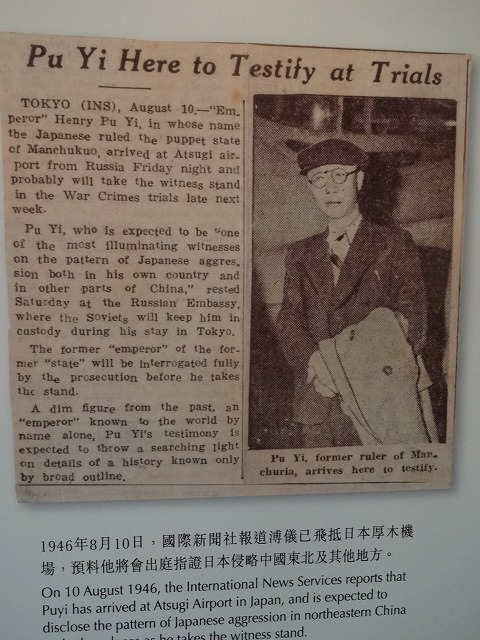 Pu Yi Here to Testify at Trials
TOKYO (INS), August 10.—"Em-
peror" Henry Pu Yi, in whose name
the Japanese ruled the puppet state
of Manchukuo, arrived at Atsugi air-
port from Russia Friday night and
probably will take the witness stand
in the War Crimes trials late next
week.
Pu Yi, who is expected to be "one
of the most illuminating witnesses
on the pattern of Japanese aggres-
sion both in his own country and
in other parts of China," rested
Saturday at the Russian Embassy,
where the Soviets will keep him in
custody during his stay in Tokyo.
The former "emperor" of the for-
mer "state" will be interrogated fully
by the prosecution before he takes
the stand.
A dim figure from the past, an
"emperor" known to the world by
name alone, Pu Yi's testimony is
expected to throw a searching light
on details of a history known only
by broad outline.
Pu Yi, former ruler of Man-
churia, arrives here to testify.
1946年8月10日，國際新聞社報道溥儀已飛抵日本厚木機
場，預料他將會出庭指證日本侵略中國東北及其他地方。
On 10 August 1946, the International News Services reports that
Puyi has arrived at Atsugi Airport in Japan, and is expected to
disclose the pattern of Japanese aggression in northeastern China
as he takes the witness stand.